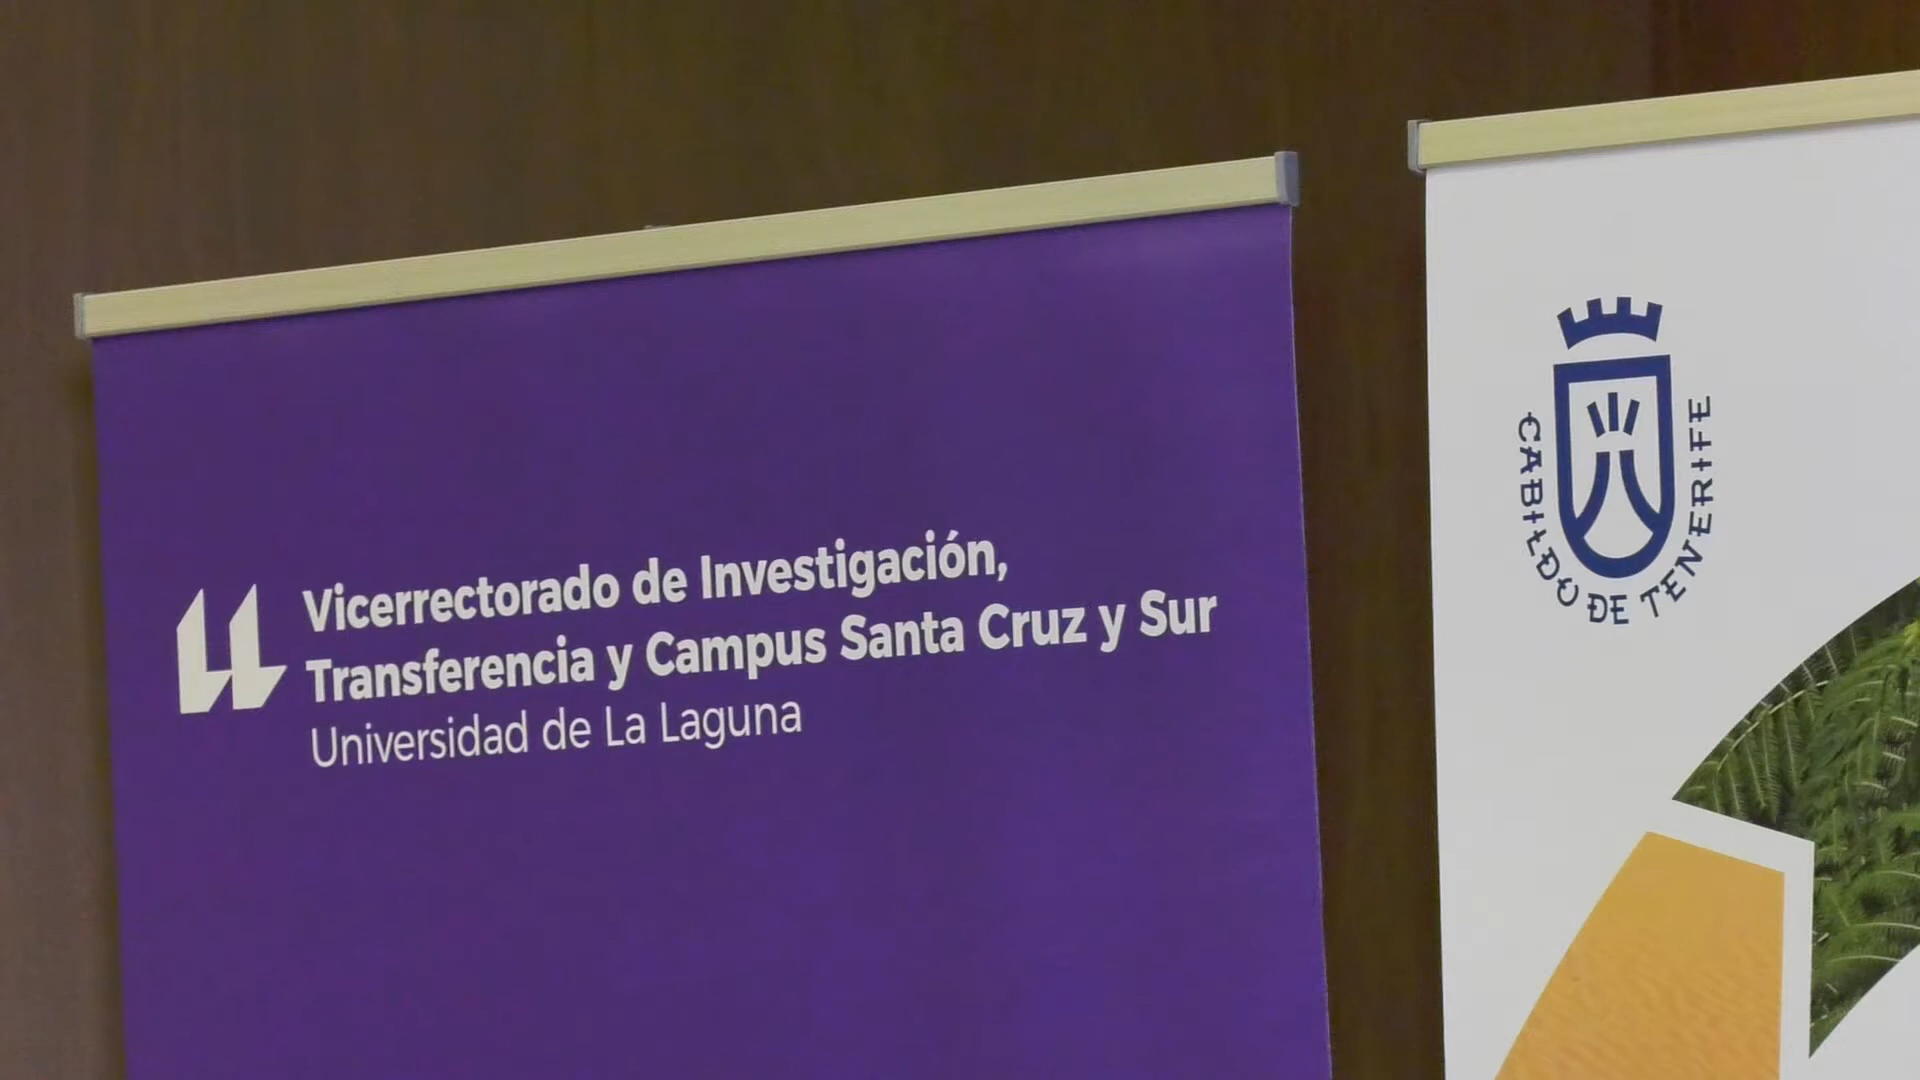 Vicerrectorado de Investigación,
Transferencia y Campus Santa Cruz y Sur
Universidad de La Laguna
CABILDO DE TENERIFE